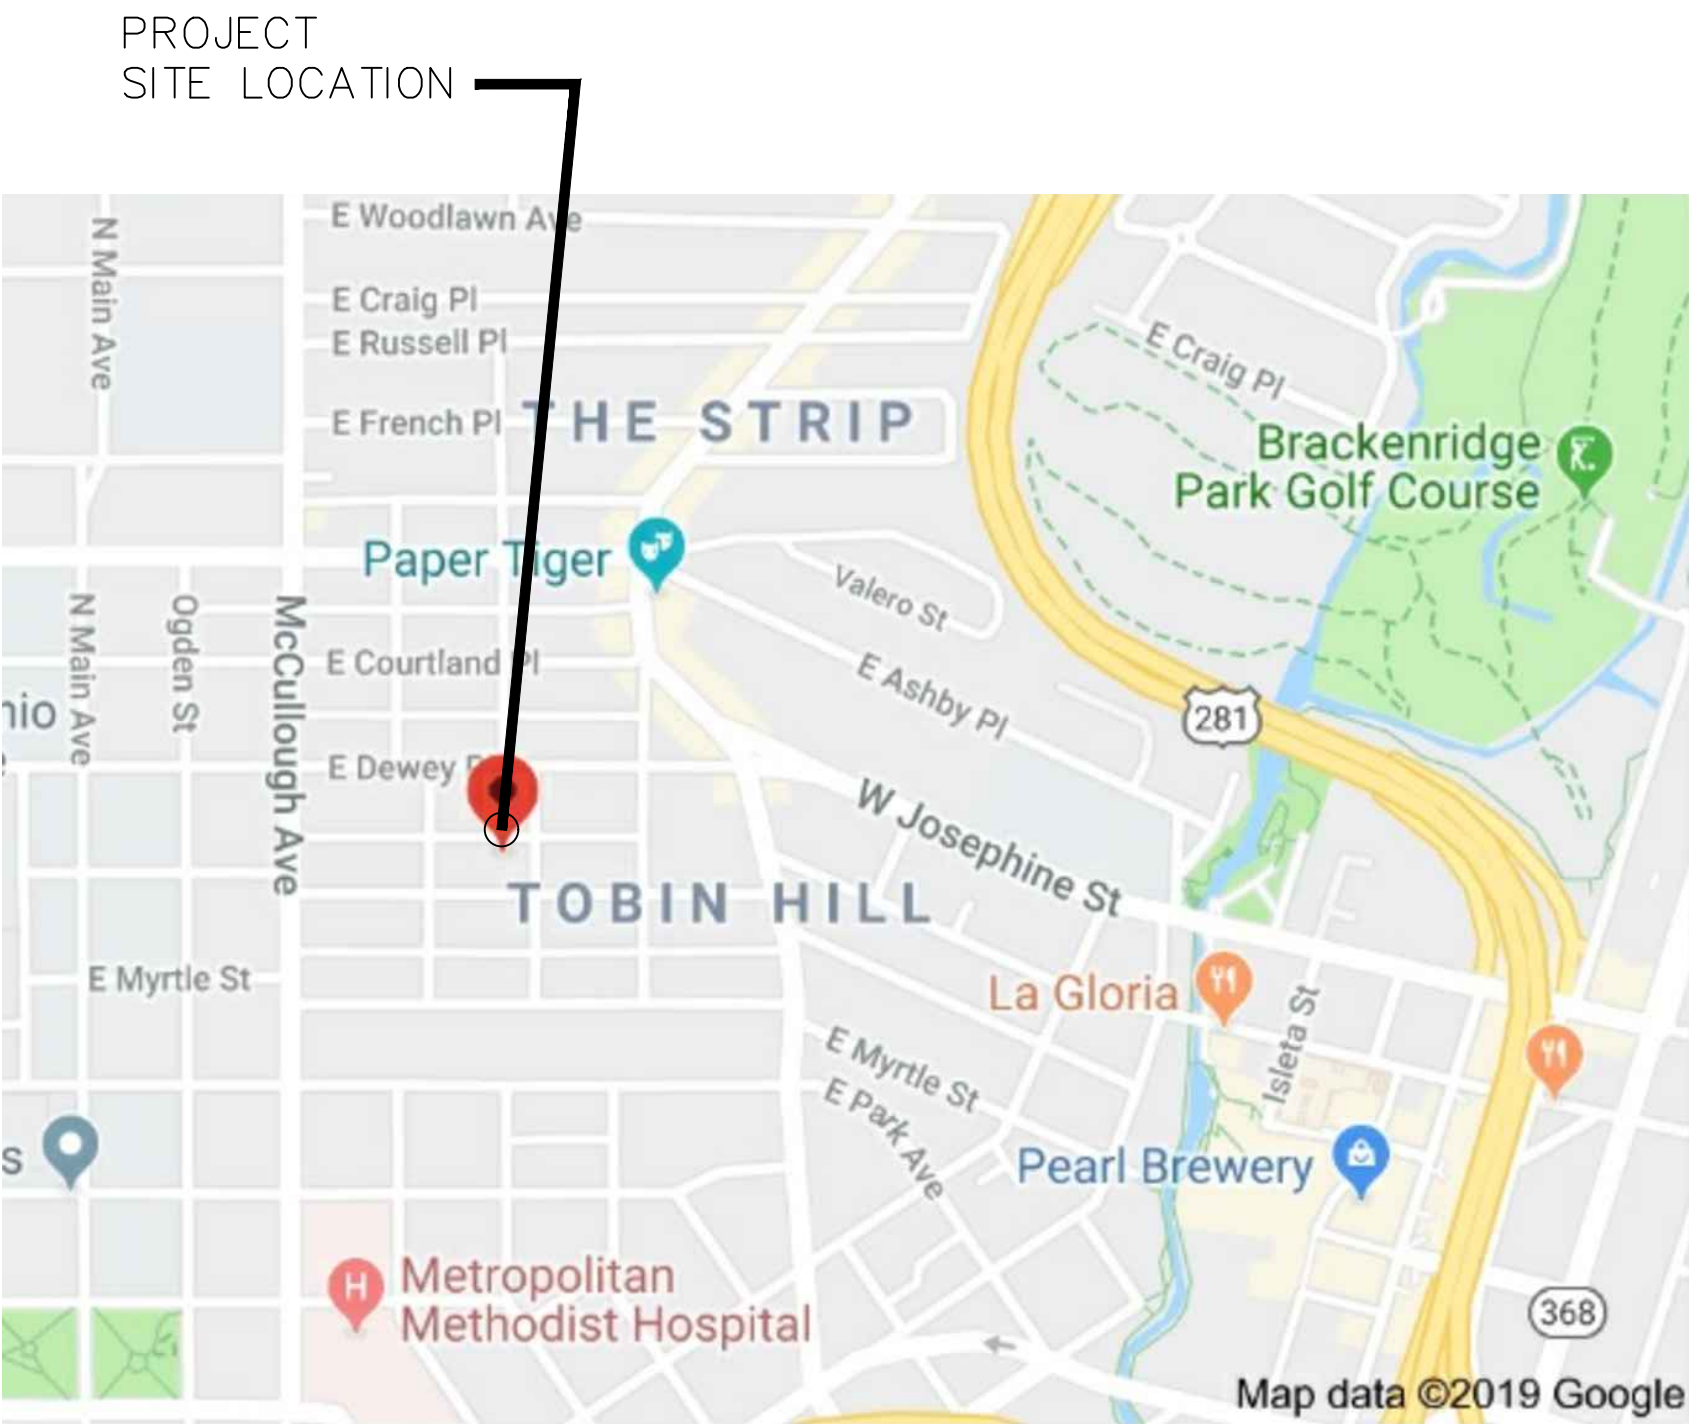 PROJECT
SITE LOCATION
N Main Ave
E Woodlawn Ave
E Craig Pl
E Russell Pl
E French Pl
THE STRIP
E Craig Pl
Brackenridge
Park Golf Course
Paper Tiger
Valero St
N Main Ave
Ogden St
McCullough Ave
E Courtland Pl
E Ashby Pl
281
nio
E Dewey
W Josephine St
TOBIN HILL
E Myrtle St
La Gloria
Isleta St
E Myrtle St
E Park Ave
s
Pearl Brewery
H
Metropolitan
Methodist Hospital
368
Map data ©2019 Google